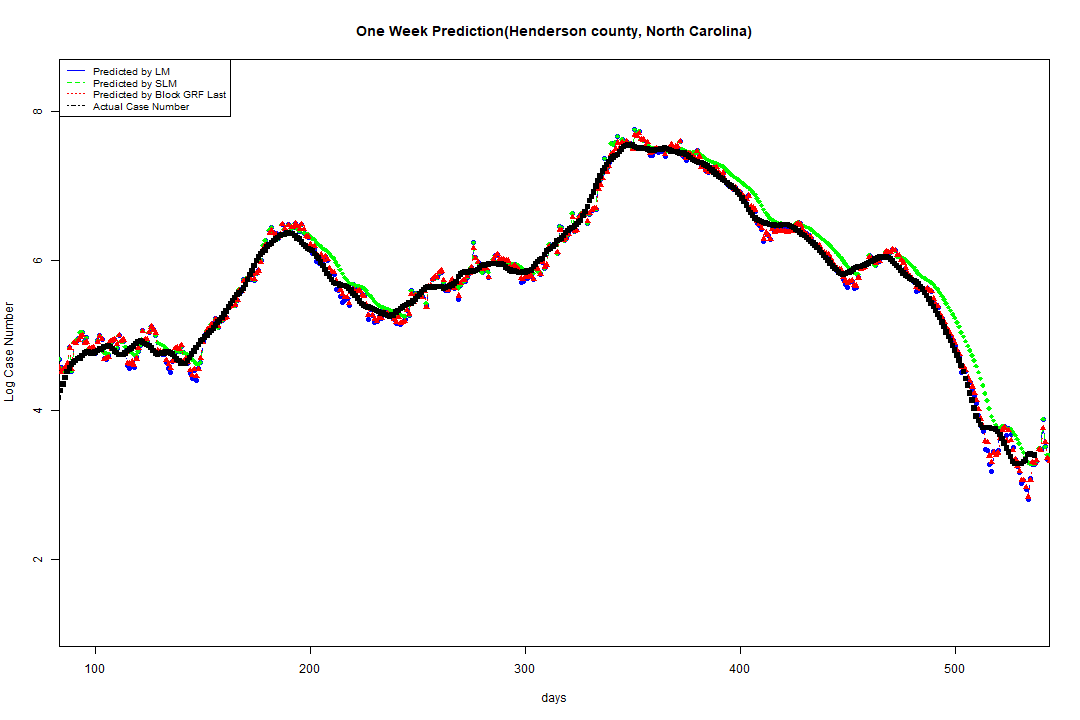 One Week Prediction(Henderson county, North Carolina)
Predicted by LM
Predicted by SLM
Predicted by Block GRF Last
Actual Case Number
8
6
4
2
Log Case Number
100 200 300 400 500
days